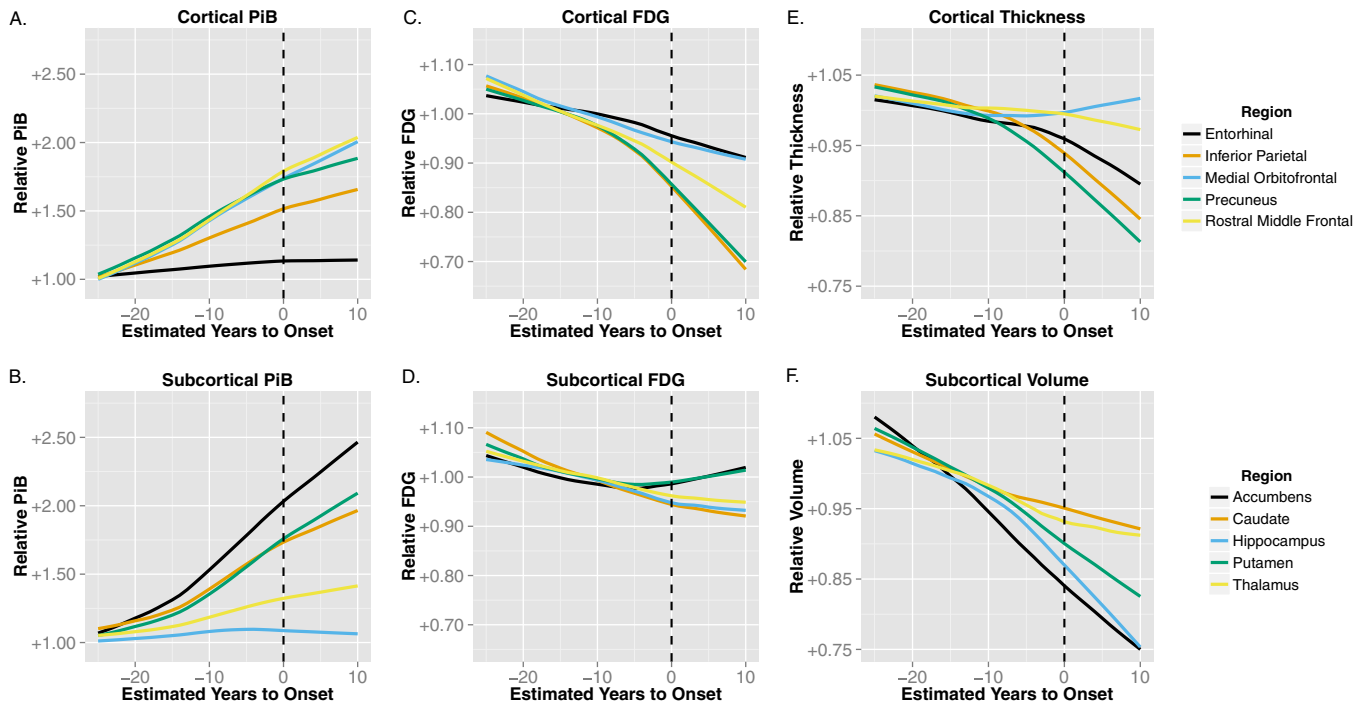 A.
Cortical PiB
+2.50
+2.00
+1.50
+1.00
Relative PiB
−20
−10
0
10
Estimated Years to Onset
C.
Cortical FDG
+1.10
+1.00
+0.90
+0.80
+0.70
Relative FDG
−20
−10
0
10
Estimated Years to Onset
E.
Cortical Thickness
+1.05
+0.95
+0.85
+0.75
Relative Thickness
−20
−10
0
10
Estimated Years to Onset
Region
Entorhinal
Inferior Parietal
Medial Orbitofrontal
Precuneus
Rostral Middle Frontal
B.
Subcortical PiB
+2.50
+2.00
+1.50
+1.00
Relative PiB
−20
−10
0
10
Estimated Years to Onset
D.
Subcortical FDG
+1.10
+1.00
+0.90
+0.80
+0.70
Relative FDG
−20
−10
0
10
Estimated Years to Onset
F.
Subcortical Volume
+1.05
+0.95
+0.85
+0.75
Relative Volume
−20
−10
0
10
Estimated Years to Onset
Region
Accumbens
Caudate
Hippocampus
Putamen
Thalamus